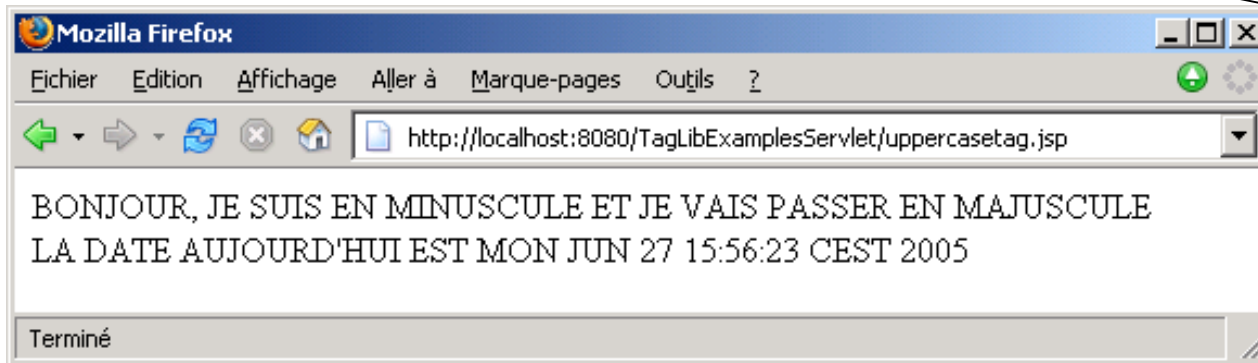 Mozilla Firefox
Fichier Edition Affichage Aller à Marque-pages Outils ?
http://localhost:8080/TagLibExamplesServlet/uppercasetag.jsp
BONJOUR, JE SUIS EN MINUSCULE ET JE VAIS PASSER EN MAJUSCULE
LA DATE AUJOURD'HUI EST MON JUN 27 15:56:23 CEST 2005
Terminé